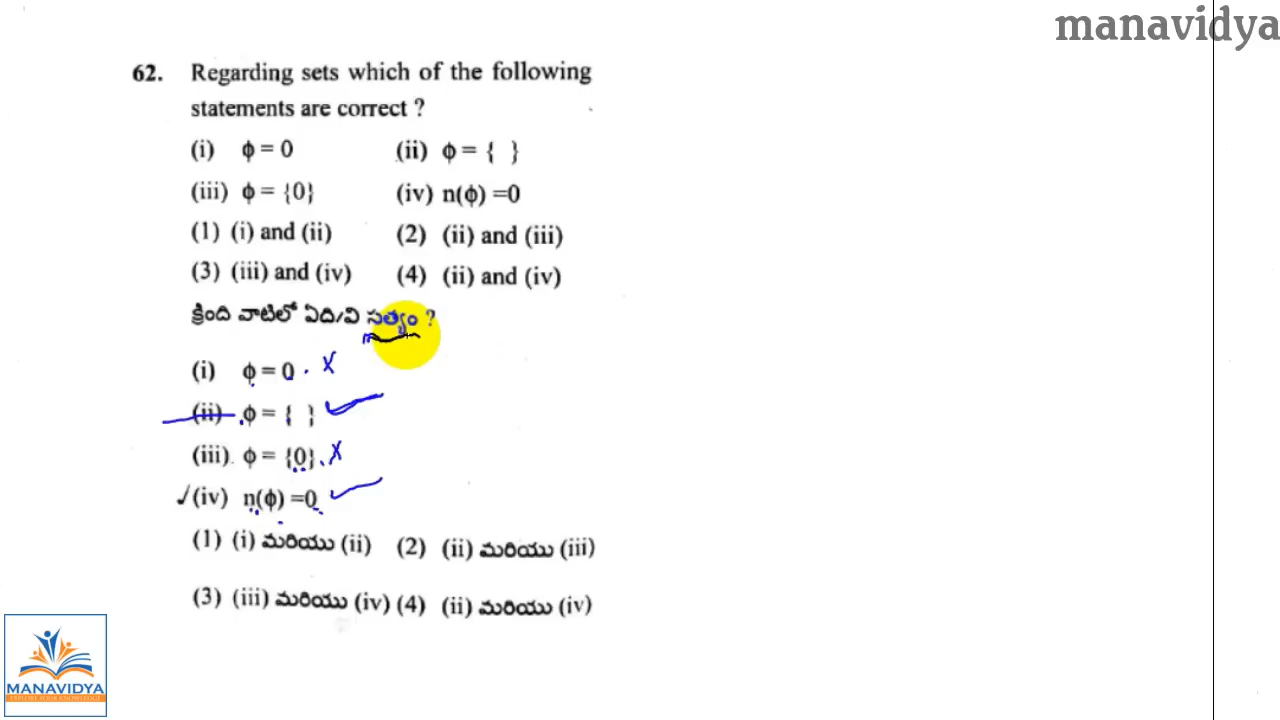 manavidya
62. Regarding sets which of the following
statements are correct ?
(i) ϕ = 0 (ii) ϕ = { }
(iii) ϕ = {0} (iv) n(ϕ) =0
(1) (i) and (ii) (2) (ii) and (iii)
(3) (iii) and (iv) (4) (ii) and (iv)
క్రింది వాటిలో ఏది/వి సత్యం ?
(i) ϕ = 0
(ii) ϕ = { }
(iii) ϕ = {0}
(iv) n(ϕ) =0
(1) (i) మరియు (ii) (2) (ii) మరియు (iii)
(3) (iii) మరియు (iv) (4) (ii) మరియు (iv)
MANAVIDYA